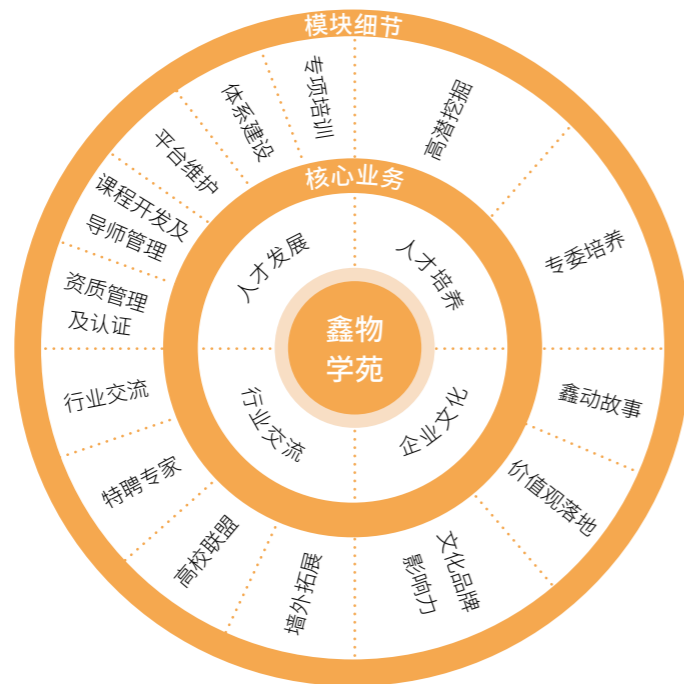 模块细节
专项培训
高潜挖掘
体系建设
平台维护
课程开发及
导师管理
专委培养
资质管理
及认证
核心业务
人才发展
人才培养
鑫物
学苑
行业交流
企业文化
行业交流
鑫动故事
特聘专家
价值观落地
高校联盟
墙外拓展
文化品牌
影响力